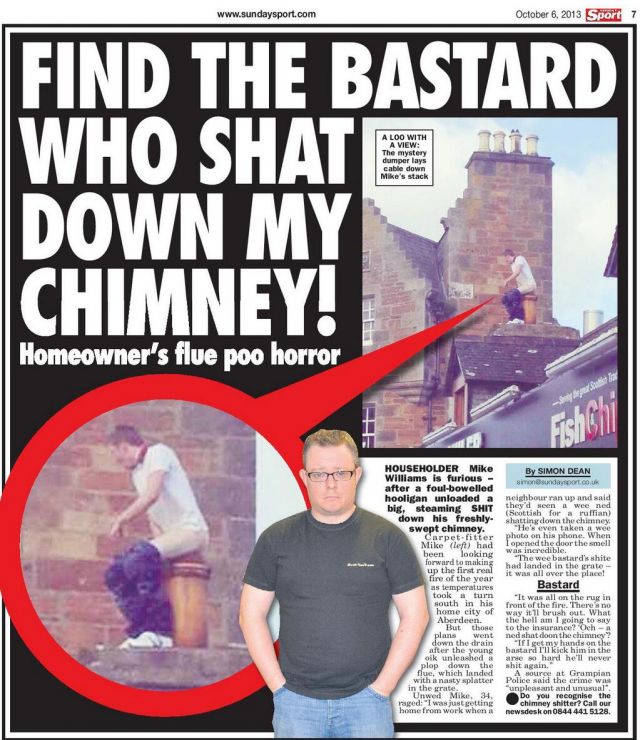 www.sundaysport.com
October 6, 2013 SUNDAY Sport 7
FIND THE BASTARD
WHO SHAT
DOWN MY
CHIMNEY!
Homeowner's flue poo horror
A LOO WITH
A VIEW:
The mystery
dumper lays
cable down
Mike's stack
Fish Chi
HOUSEHOLDER Mike
Williams is furious –
after a foul-bowelled
hooligan unloaded a
big, steaming SHIT
down his freshly-
swept chimney.
Carpet-fitter
Mike (left) had
been looking
forward to making
up the first real
fire of the year
as temperatures
took a turn
south in his
home city of
Aberdeen.
But those
plans went
down the drain
after the young
oik unleashed a
plop down the
flue, which landed
with a nasty splatter
in the grate.
Unwed Mike, 34,
raged: "I was just getting
home from work when a
By SIMON DEAN
simon@sundaysport.co.uk
neighbour ran up and said
they'd seen a wee ned
(Scottish for a ruffian)
shatting down the chimney.
"He's even taken a wee
photo on his phone. When
I opened the door the smell
was incredible.
"The wee bastard's shite
had landed in the grate –
it was all over the place!
Bastard
"It was all on the rug in
front of the fire. There's no
way it'll brush out. What
the hell am I going to say
to the insurance? 'Och – a
ned shat doon the chimney'?
"If I get my hands on the
bastard I'll kick him in the
arse so hard he'll never
shit again."
A source at Grampian
Police said the crime was
"unpleasant and unusual".
Do you recognise the
chimney shitter? Call our
newsdesk on 0844 441 5128.